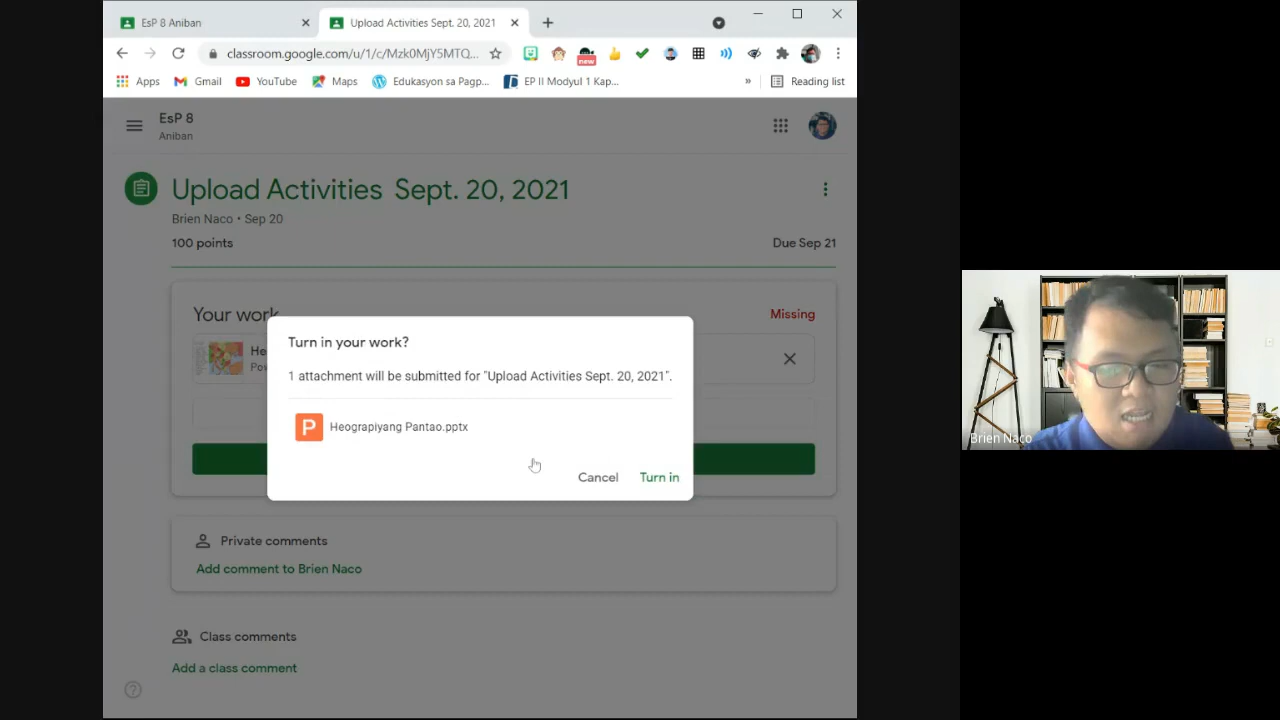 EsP 8 Aniban
Upload Activities Sept. 20, 2021
classroom.google.com/u/1/c/Mzk0MjY5MTQ...
new
Apps
Gmail
YouTube
Maps
Edukasyon sa Pagp...
EP II Modyul 1 Kap...
»
Reading list
EsP 8
Aniban
Upload Activities Sept. 20, 2021
Brien Naco • Sep 20
100 points
Due Sep 21
Your work
Missing
He
Po
Turn in your work?
1 attachment will be submitted for "Upload Activities Sept. 20, 2021".
P
Heograpiyang Pantao.pptx
Cancel
Turn in
Private comments
Add comment to Brien Naco
Class comments
Add a class comment
Brien Naco